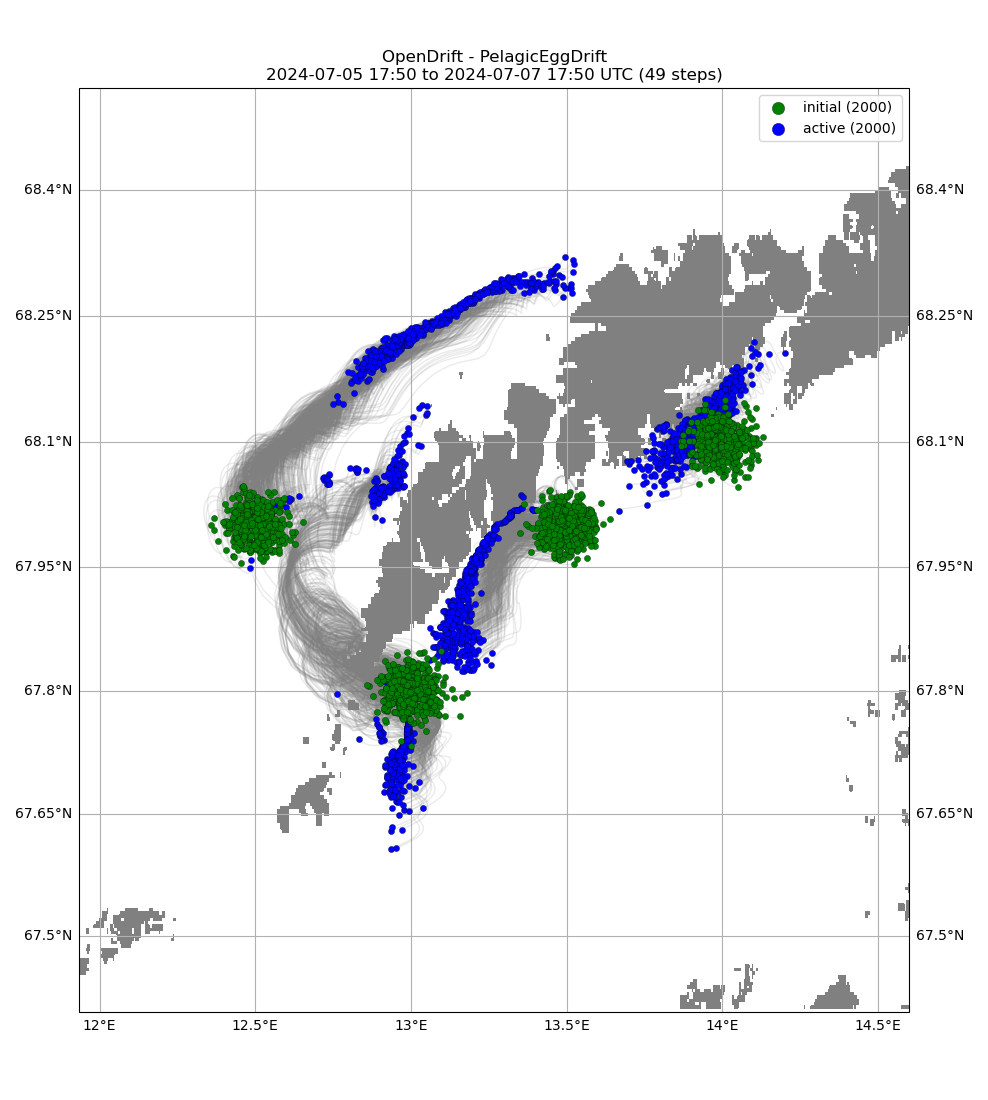 OpenDrift - PelagicEggDrift
2024-07-05 17:50 to 2024-07-07 17:50 UTC (49 steps)
initial (2000)
active (2000)
68.4°N 68.4°N
68.25°N 68.25°N
68.1°N 68.1°N
67.95°N 67.95°N
67.8°N 67.8°N
67.65°N 67.65°N
67.5°N 67.5°N
12°E 12.5°E 13°E 13.5°E 14°E 14.5°E